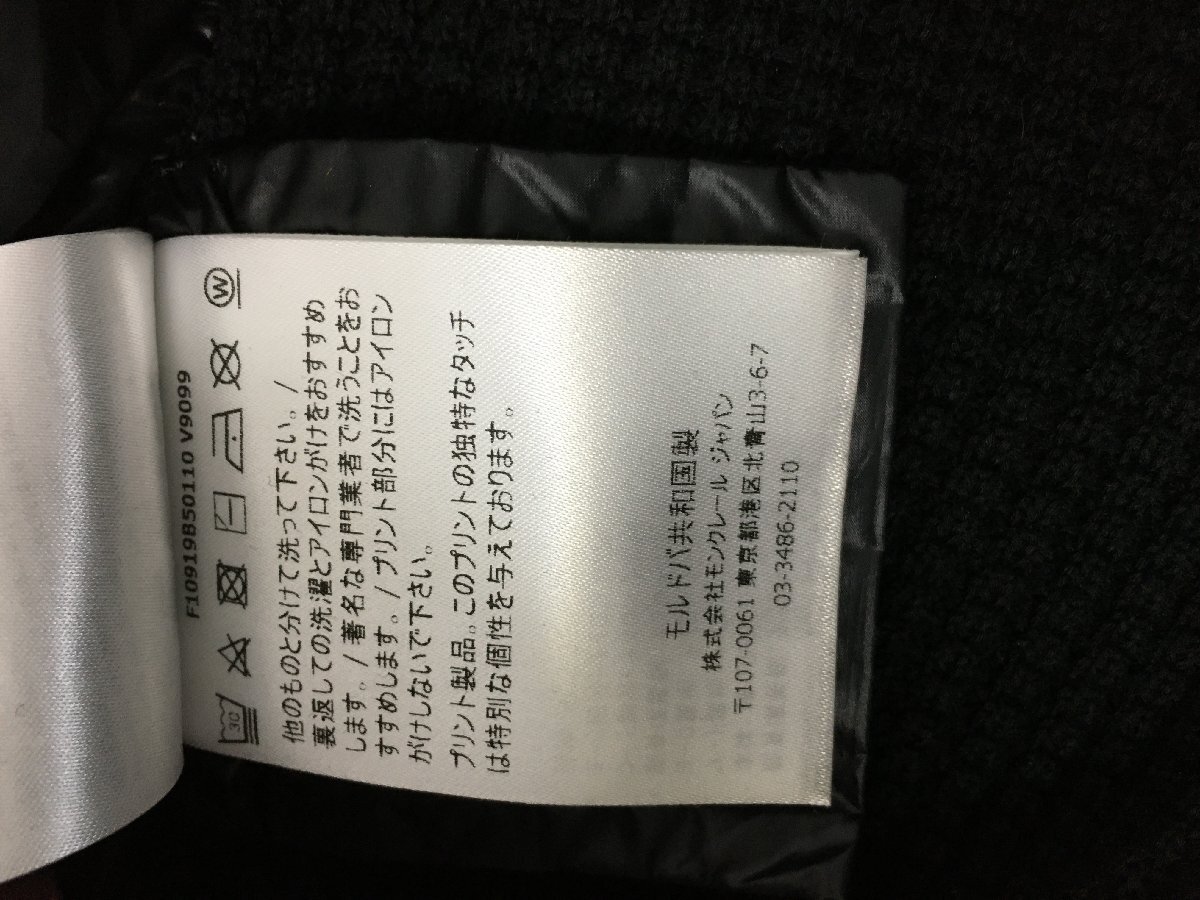 F10919B50110 V9099
30
W
他のものと分けて洗って下さい。/
裏返しての洗濯とアイロンがけをおすすめ
します。/著名な専門業者で洗うことをお
すすめします。/プリント部分にはアイロン
がけしないで下さい。
プリント製品。このプリントの独特なタッチ
は特別な個性を与えております。
モルドバ共和国製
株式会社モンクレール ジャパン
〒107-0061 東京都港区北青山3-6-7
03-3486-2110